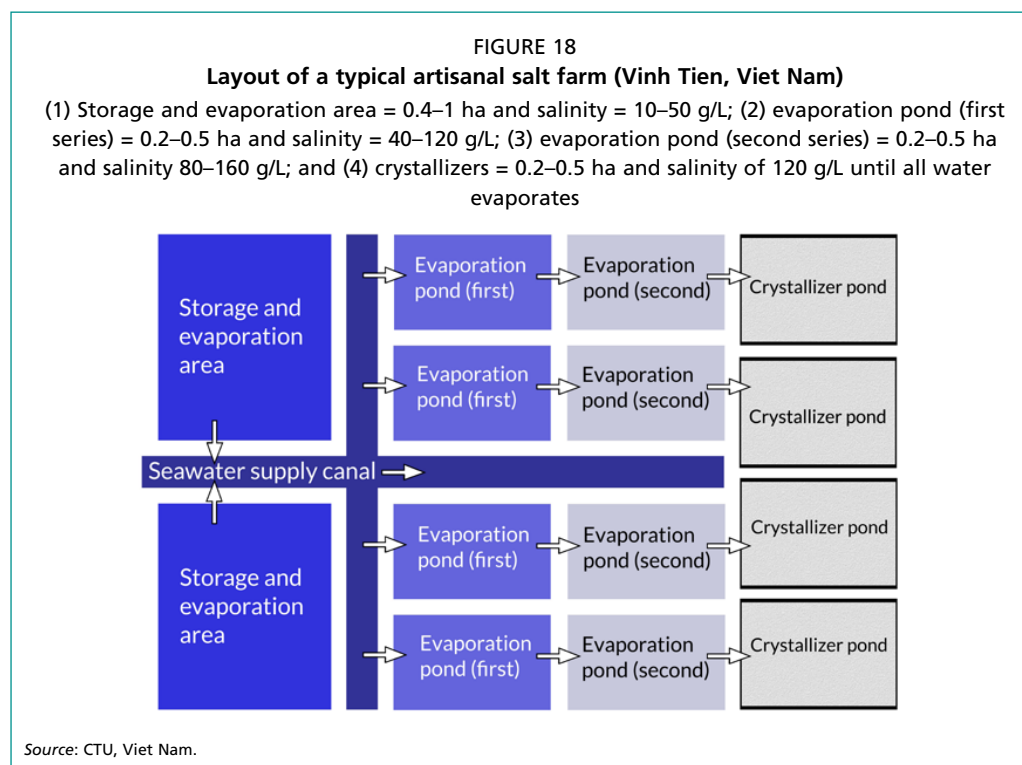 FIGURE 18
Layout of a typical artisanal salt farm (Vinh Tien, Viet Nam)
(1) Storage and evaporation area = 0.4–1 ha and salinity = 10–50 g/L; (2) evaporation pond (first
series) = 0.2–0.5 ha and salinity = 40–120 g/L; (3) evaporation pond (second series) = 0.2–0.5 ha
and salinity 80–160 g/L; and (4) crystallizers = 0.2–0.5 ha and salinity of 120 g/L until all water
evaporates
Storage and
evaporation
area
Evaporation
pond (first)
Evaporation
pond (second)
Crystallizer pond
Evaporation
pond (first)
Evaporation
pond (second)
Crystallizer pond
Seawater supply canal
Storage and
evaporation
area
Evaporation
pond (first)
Evaporation
pond (second)
Crystallizer pond
Evaporation
pond (first)
Evaporation
pond (second)
Crystallizer pond
Source: CTU, Viet Nam.